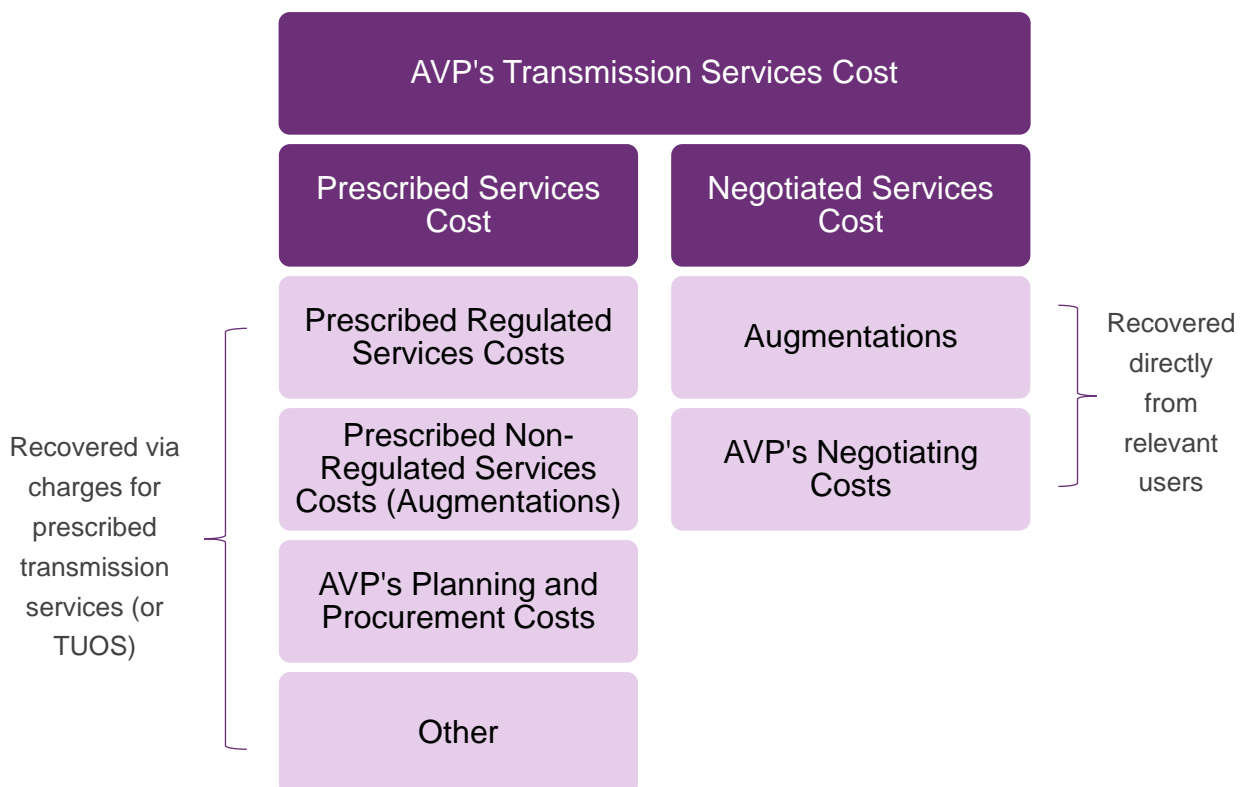 AVP's Transmission Services Cost
Prescribed Services
Cost
Negotiated Services
Cost
Prescribed Regulated
Services Costs
Augmentations
Prescribed Non-
Regulated Services
Costs (Augmentations)
AVP's Negotiating
Costs
AVP's Planning and
Procurement Costs
Other
Recovered via
charges for
prescribed
transmission
services (or
TUOS)
Recovered
directly
from
relevant
users